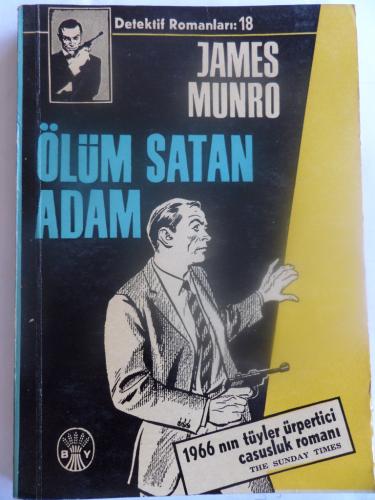 Detektif Romanları: 18
JAMES
MUNRO
ÖLÜM SATAN
ADAM
1966 nın tüyler ürpertici
casusluk romanı
THE SUNDAY TIMES
B Y